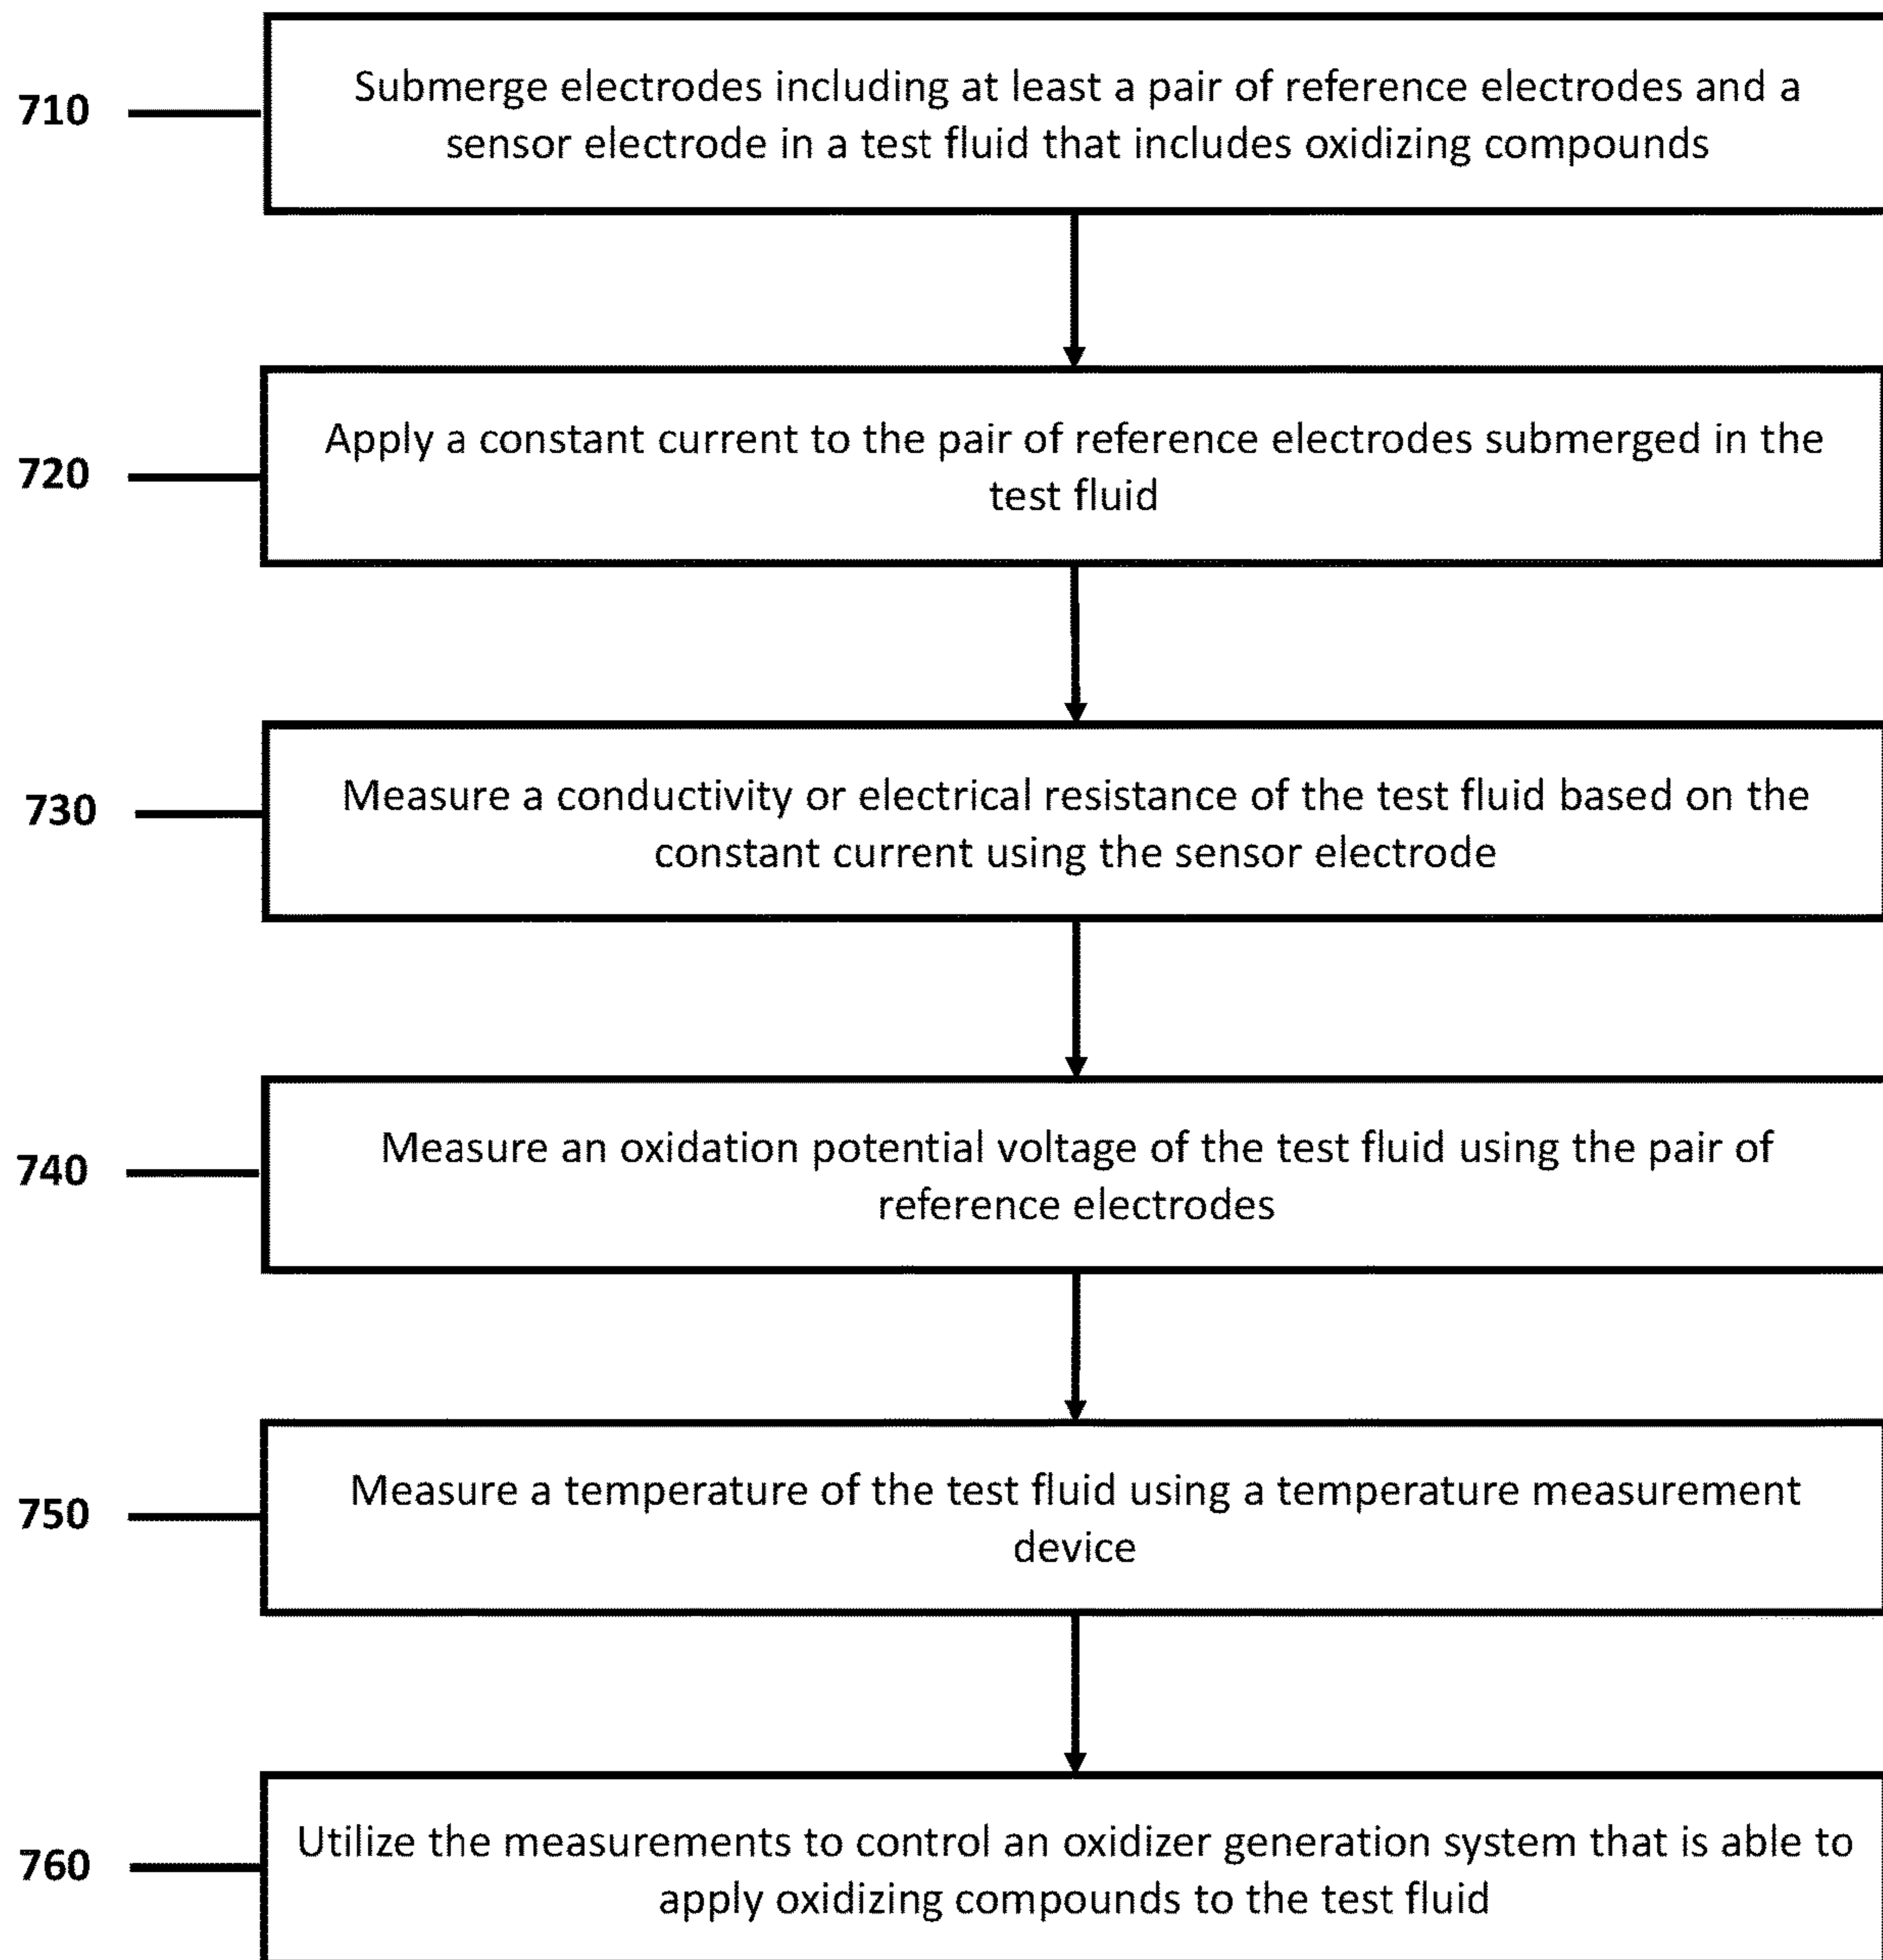 710
Submerge electrodes including at least a pair of reference electrodes and a
sensor electrode in a test fluid that includes oxidizing compounds
720
Apply a constant current to the pair of reference electrodes submerged in the
test fluid
730
Measure a conductivity or electrical resistance of the test fluid based on the
constant current using the sensor electrode
740
Measure an oxidation potential voltage of the test fluid using the pair of
reference electrodes
750
Measure a temperature of the test fluid using a temperature measurement
device
760
Utilize the measurements to control an oxidizer generation system that is able to
apply oxidizing compounds to the test fluid